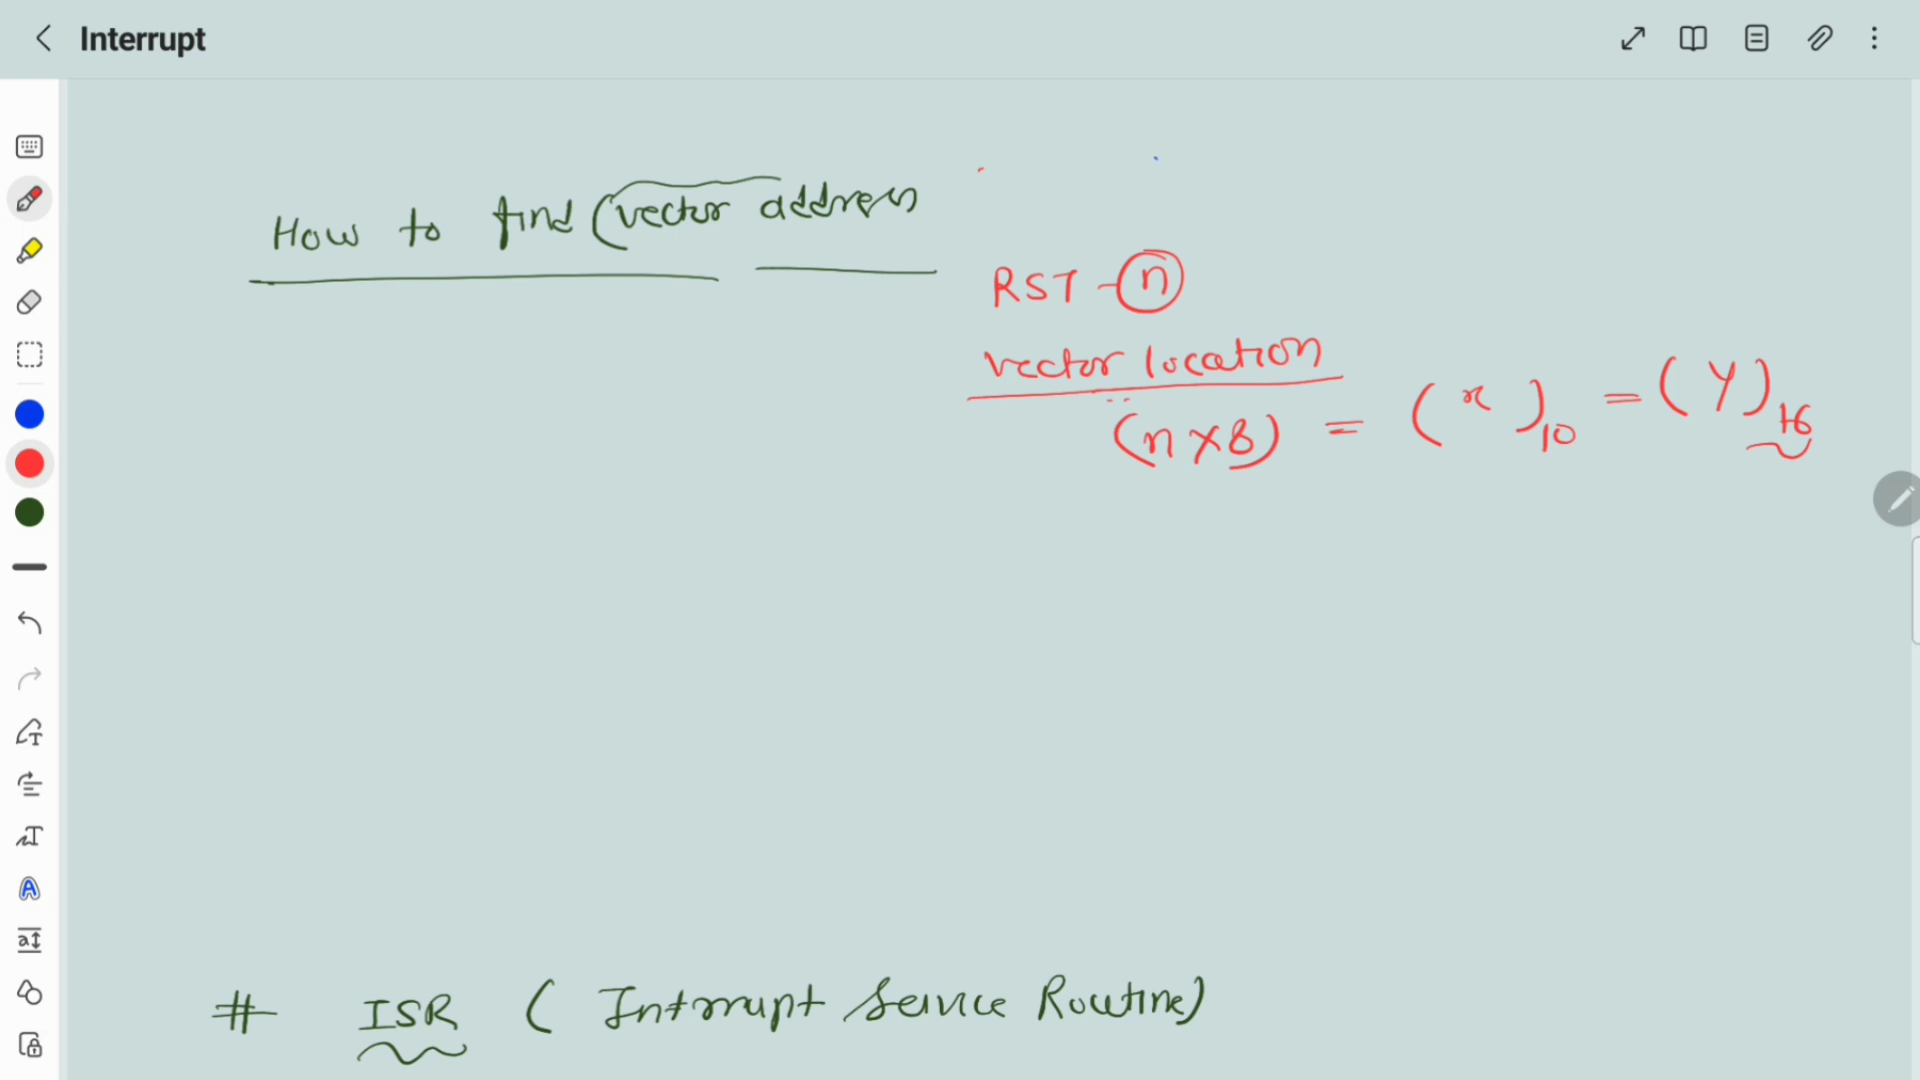 Interrupt
How to find (vector address
RST - n
vector location
(n×8) = (x)10 = (Y)16
# ISR ( Interrupt Service Routine)